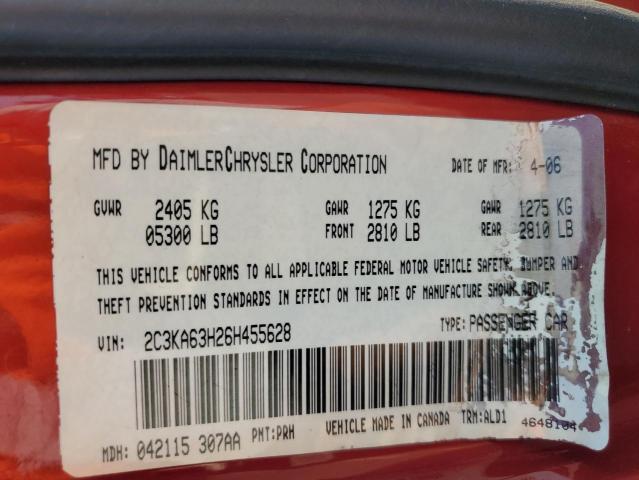 MFD BY DAIMLERCHRYSLER CORPORATION DATE OF MFR: 4-06
GVWR 2405 KG GAWR 1275 KG GAWR 1275 KG
05300 LB FRONT 2810 LB REAR 2810 LB
THIS VEHICLE CONFORMS TO ALL APPLICABLE FEDERAL MOTOR VEHICLE SAFETY, BUMPER AND
THEFT PREVENTION STANDARDS IN EFFECT ON THE DATE OF MANUFACTURE SHOWN ABOVE.
VIN: 2C3KA63H26H455628 TYPE: PASSENGER CAR
MDH: 042115 307AA PNT: PRH VEHICLE MADE IN CANADA TRM: ALD1 4648104